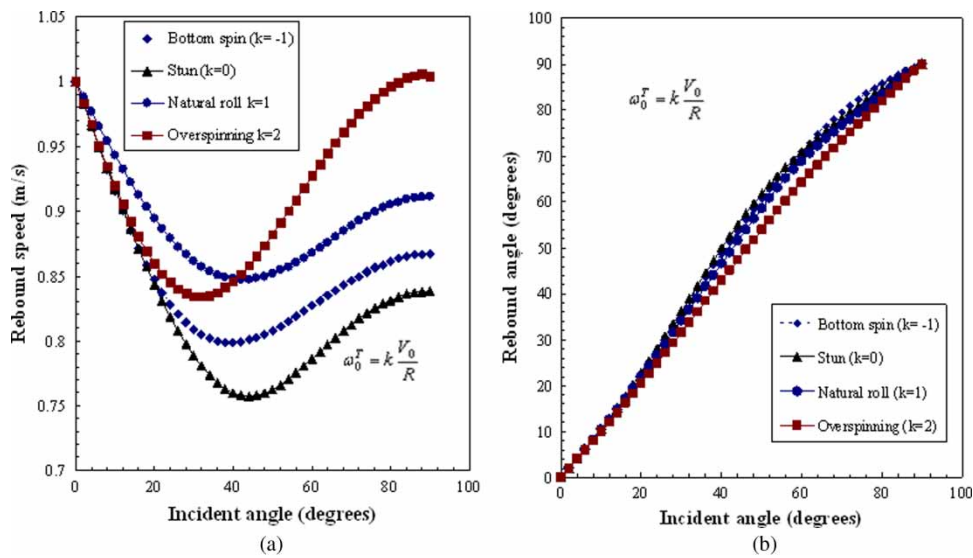 1.05
1
0.95
0.9
0.85
0.8
0.75
0.7
Rebound speed (m/s)
Bottom spin (k= -1)
Stun (k=0)
Natural roll k=1
Overspinning k=2
ω₀ᵀ = k V₀/R
0 20 40 60 80 100
Incident angle (degrees)
(a)
100
90
80
70
60
50
40
30
20
10
0
Rebound angle (degrees)
ω₀ᵀ = k V₀/R
Bottom spin (k= -1)
Stun (k=0)
Natural roll (k=1)
Overspinning (k=2)
0 20 40 60 80 100
Incident angle (degrees)
(b)